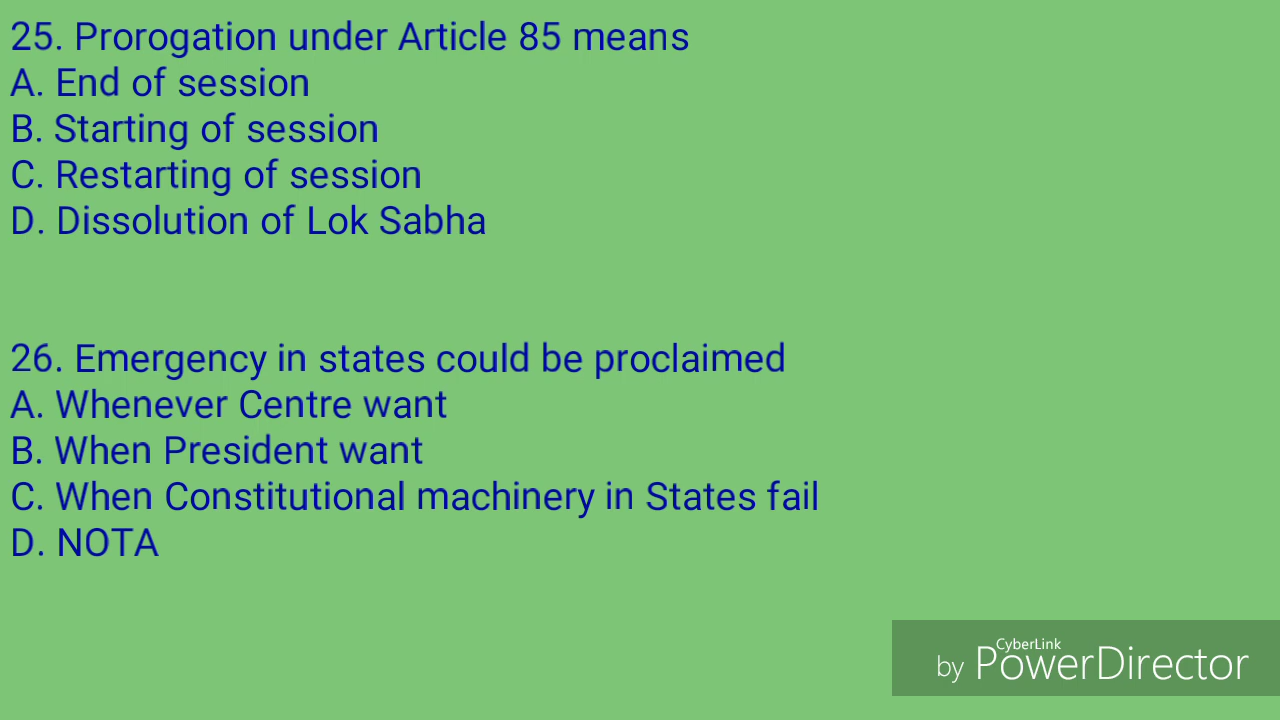 25. Prorogation under Article 85 means
A. End of session
B. Starting of session
C. Restarting of session
D. Dissolution of Lok Sabha
26. Emergency in states could be proclaimed
A. Whenever Centre want
B. When President want
C. When Constitutional machinery in States fail
D. NOTA
CyberLink
by PowerDirector